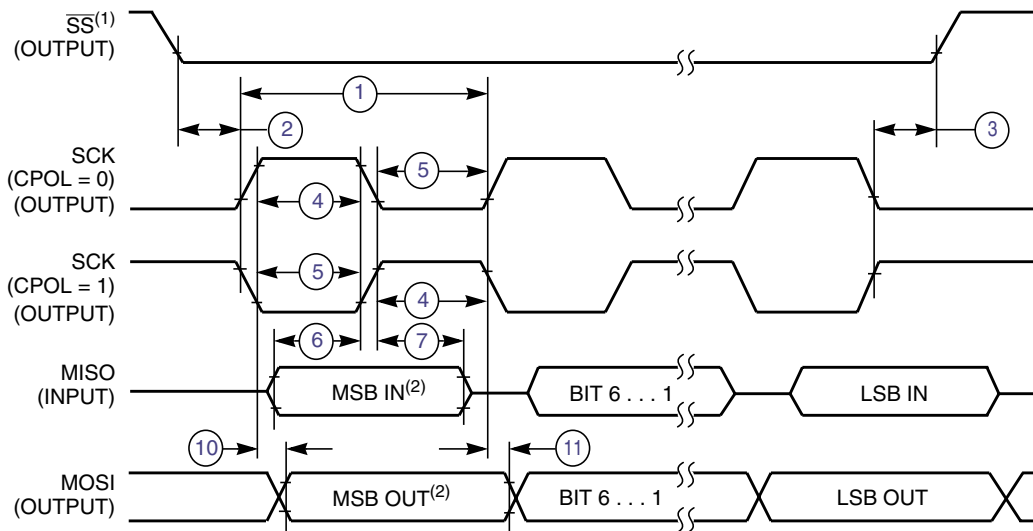 SS(1)
(OUTPUT)
1
2
3
SCK
(CPOL = 0)
(OUTPUT)
5
4
SCK
(CPOL = 1)
(OUTPUT)
5
4
6
7
MISO
(INPUT)
MSB IN(2)
BIT 6 . . . 1
LSB IN
10
11
MOSI
(OUTPUT)
MSB OUT(2)
BIT 6 . . . 1
LSB OUT